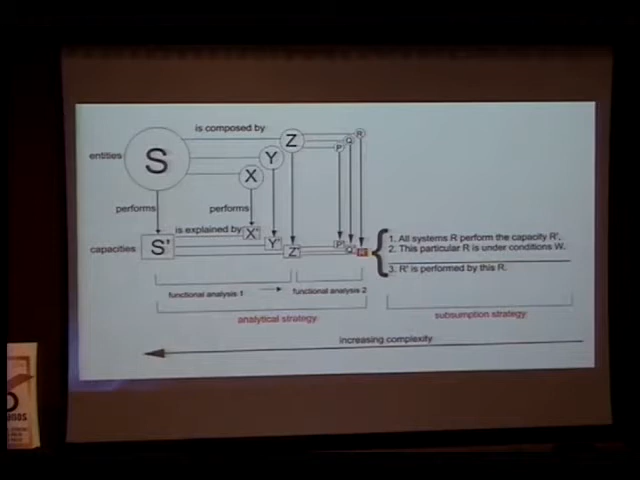 is composed by
entities
S
X
Y
Z
P
Q
R
performs
performs
is explained by
capacities
S'
X'
Y'
Z'
P'
Q'
R'
1. All systems R perform the capacity R'.
2. This particular R is under conditions W.
3. R' is performed by this R.
functional analysis 1
functional analysis 2
analytical strategy
subsumption strategy
increasing complexity